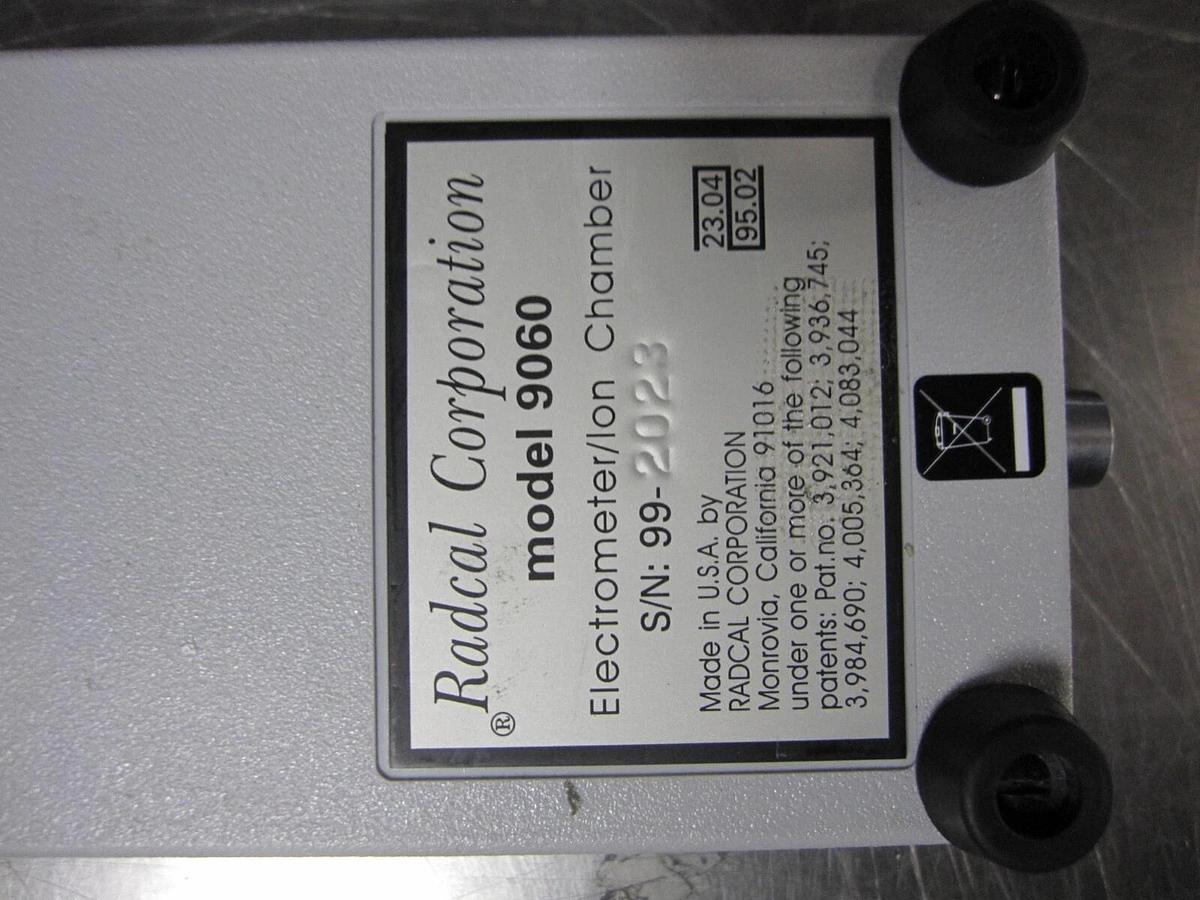 ® Radcal Corporation
model 9060
Electrometer/Ion Chamber
S/N: 99-2023
23.04
95.02
Made in U.S.A. by
RADCAL CORPORATION
Monrovia, California 91016
under one or more of the following
patents: Pat.no. 3,921,012; 3,936,745;
3,984,690; 4,005,364; 4,083,044